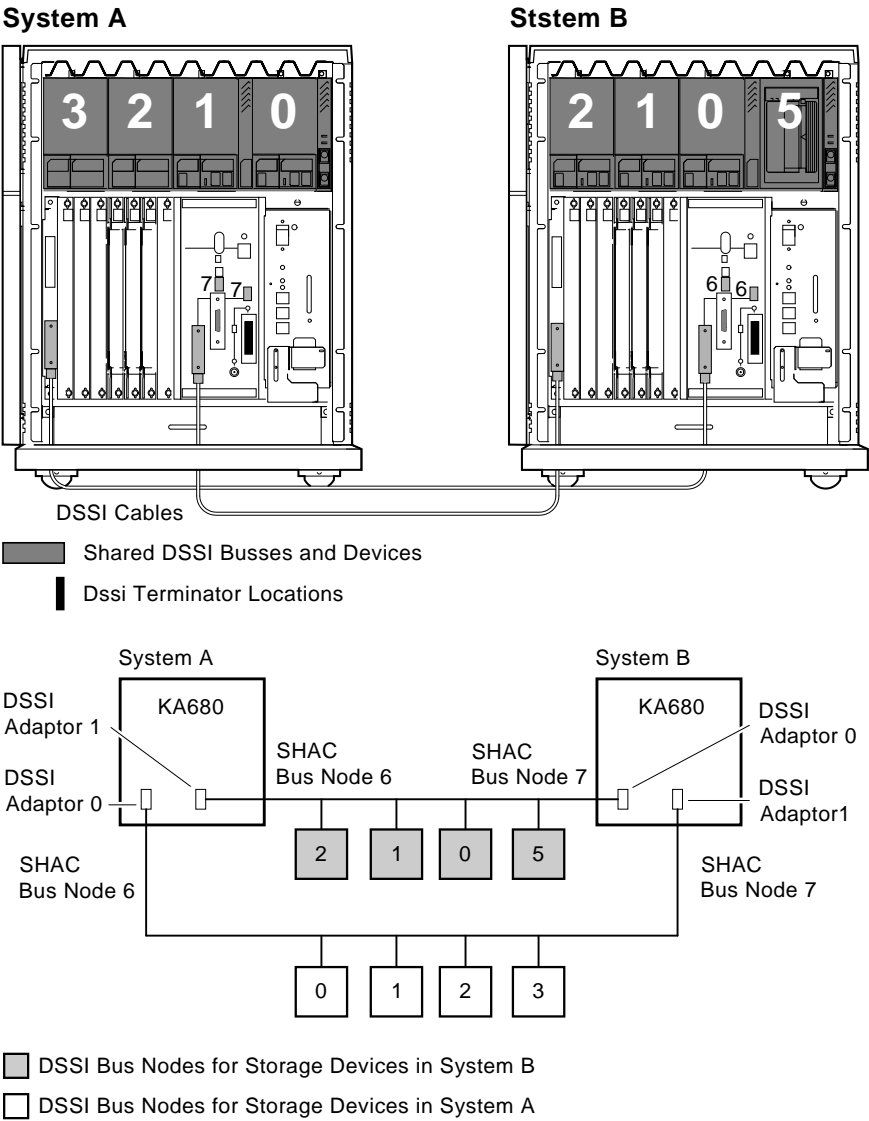 System A
Ststem B
3 2 1 0
2 1 0 5
7 7
6 6
DSSI Cables
Shared DSSI Busses and Devices
Dssi Terminator Locations
System A
System B
DSSI
Adaptor 1
KA680
KA680
DSSI
Adaptor 0
SHAC
Bus Node 6
SHAC
Bus Node 7
DSSI
Adaptor 0
DSSI
Adaptor1
2 1 0 5
SHAC
Bus Node 6
SHAC
Bus Node 7
0 1 2 3
DSSI Bus Nodes for Storage Devices in System B
DSSI Bus Nodes for Storage Devices in System A